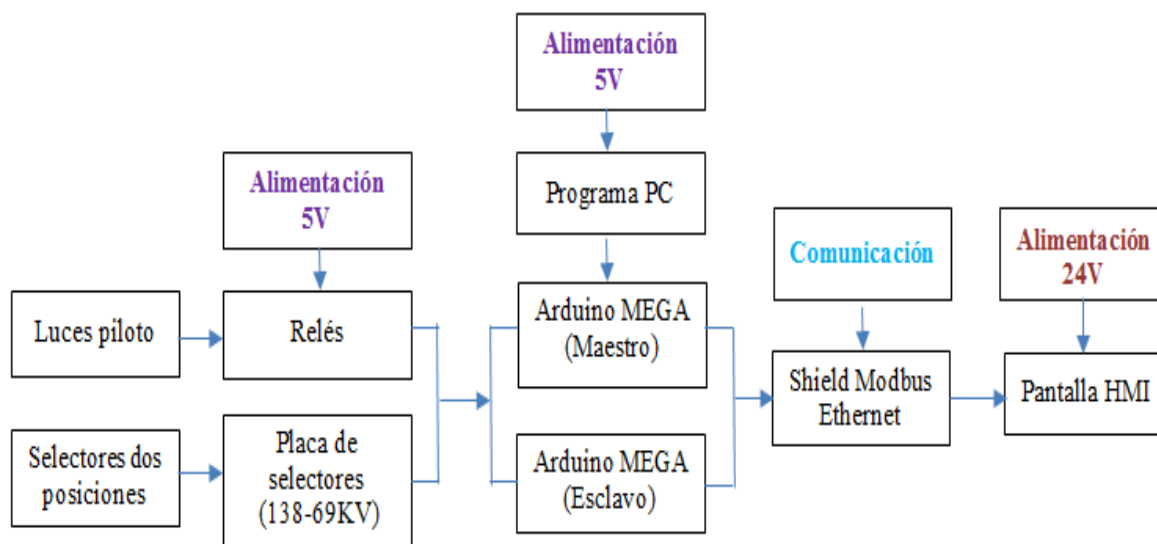 Alimentación
5V
Alimentación
5V
Programa PC
Comunicación
Alimentación
24V
Luces piloto
Relés
Arduino MEGA
(Maestro)
Shield Modbus
Ethernet
Pantalla HMI
Selectores dos
posiciones
Placa de
selectores
(138-69KV)
Arduino MEGA
(Esclavo)